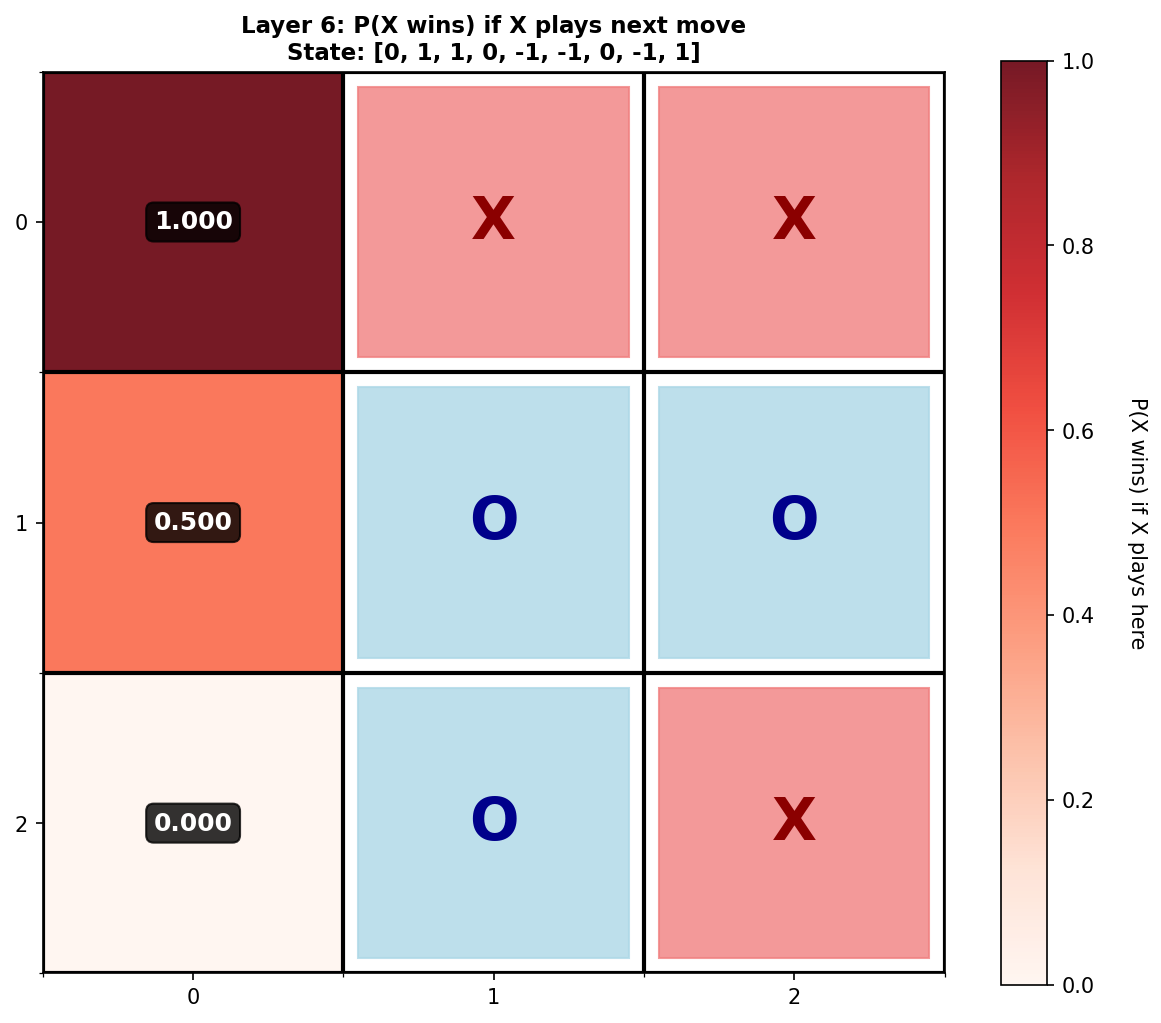 Layer 6: P(X wins) if X plays next move
State: [0, 1, 1, 0, -1, -1, 0, -1, 1]
0
1.000
X
X
1
0.500
O
O
2
0.000
O
X
0
1
2
1.0
0.8
0.6
0.4
0.2
0.0
P(X wins) if X plays here